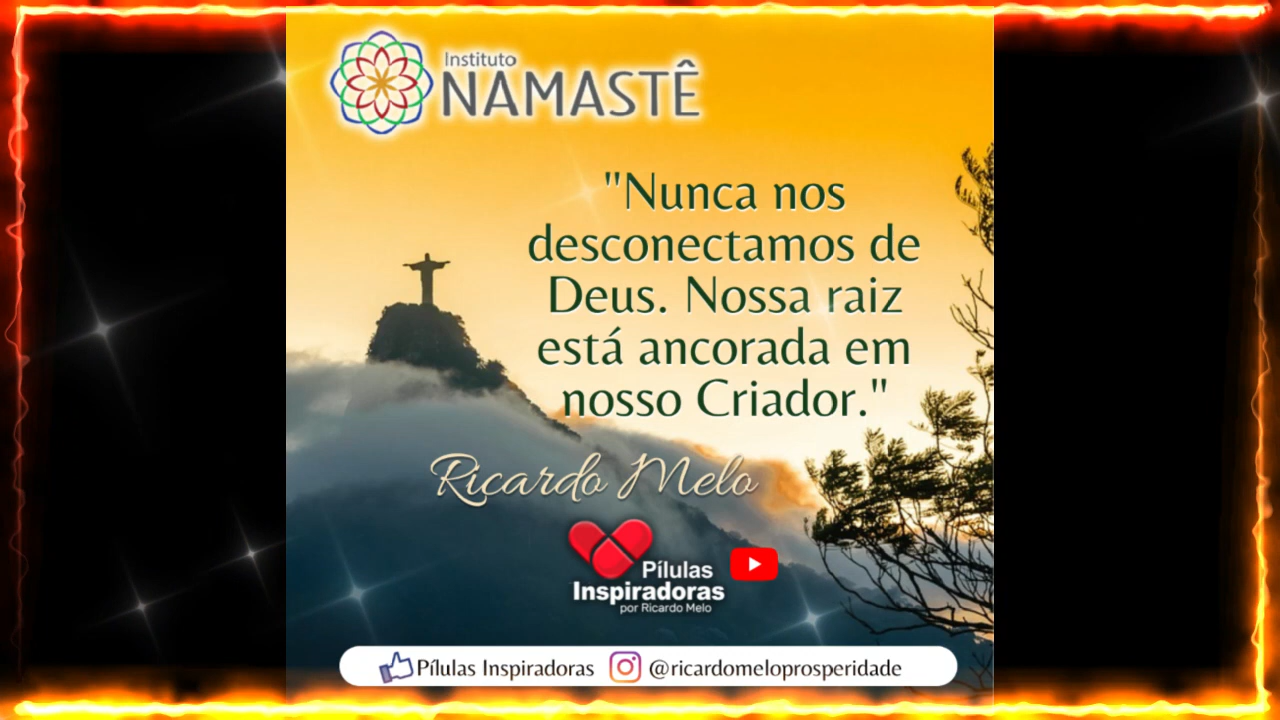 Instituto
NAMASTÊ
"Nunca nos
desconectamos de
Deus. Nossa raiz
está ancorada em
nosso Criador."
Ricardo Melo
Pílulas
Inspiradoras
por Ricardo Melo
Pílulas Inspiradoras @ricardomeloprosperidade